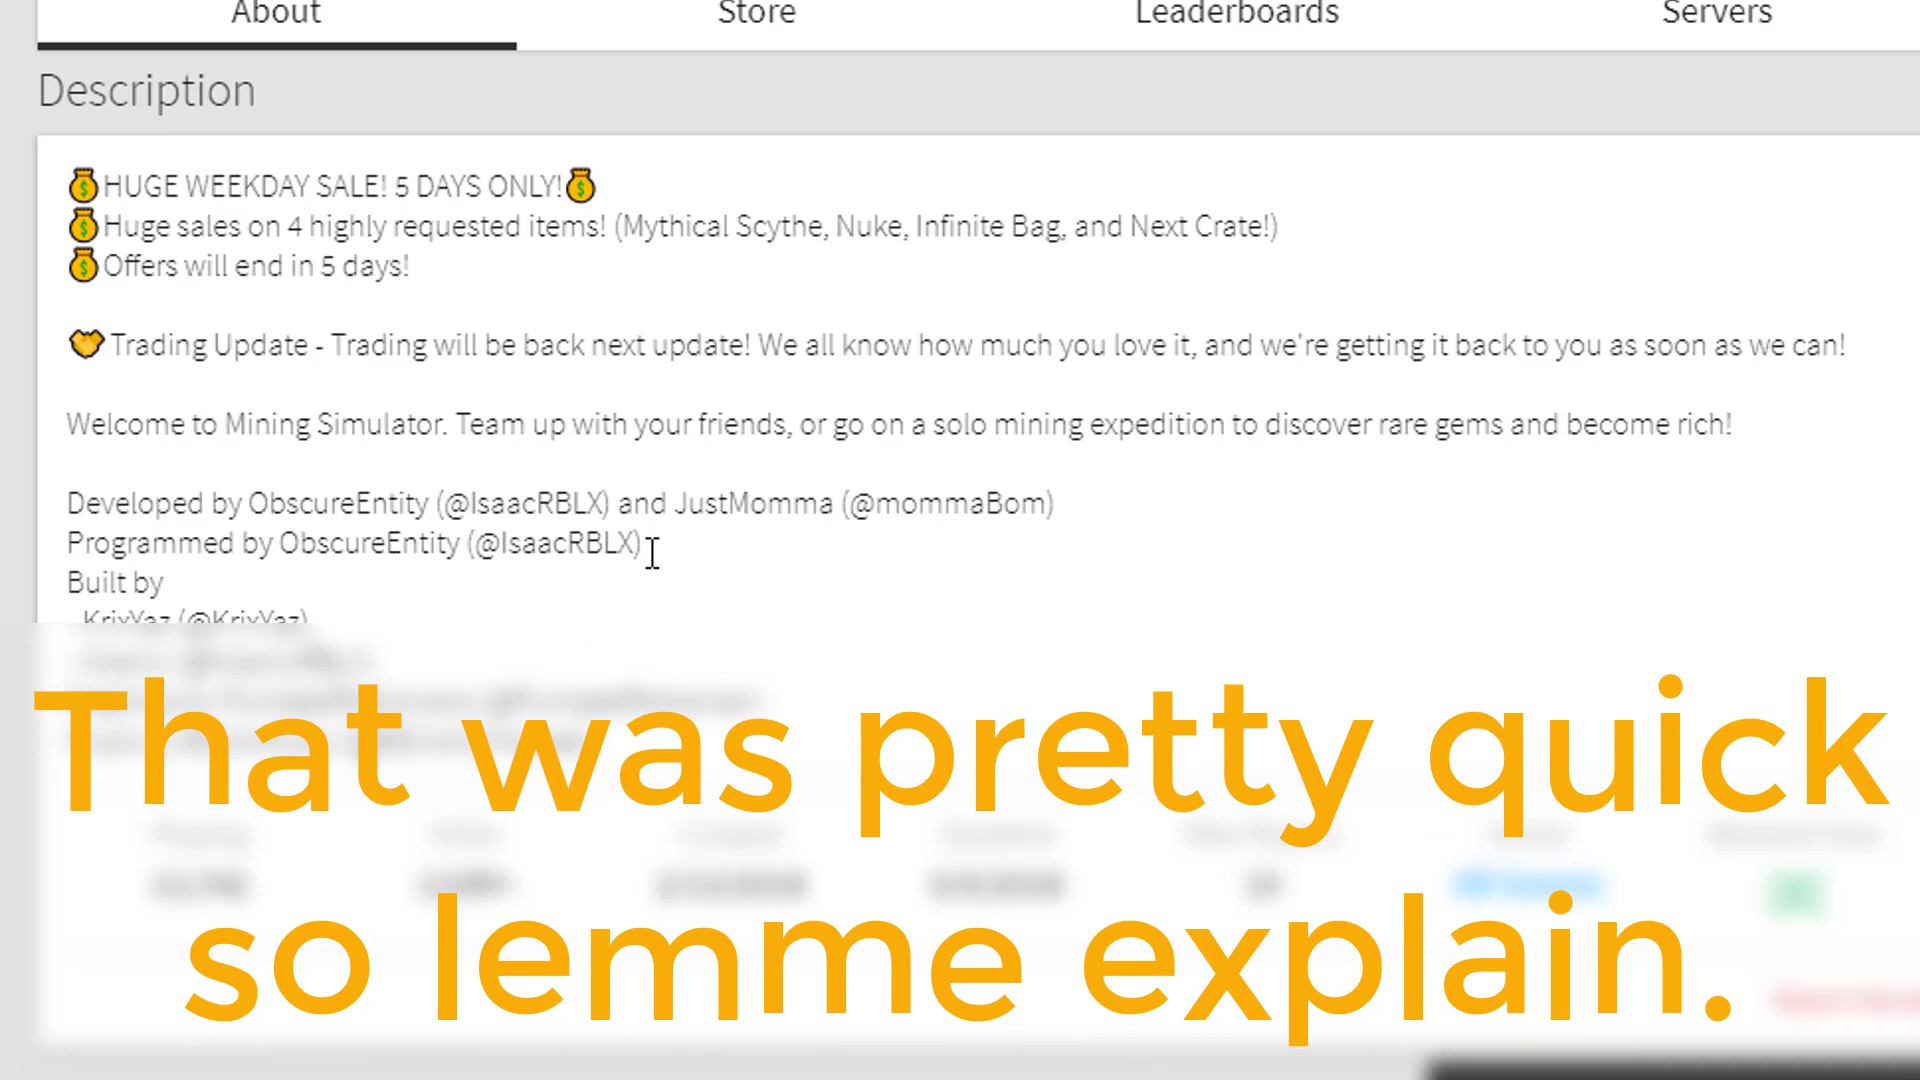 About Store Leaderboards Servers
Description
HUGE WEEKDAY SALE! 5 DAYS ONLY!
Huge sales on 4 highly requested items! (Mythical Scythe, Nuke, Infinite Bag, and Next Crate!)
Offers will end in 5 days!
Trading Update - Trading will be back next update! We all know how much you love it, and we're getting it back to you as soon as we can!
Welcome to Mining Simulator. Team up with your friends, or go on a solo mining expedition to discover rare gems and become rich!
Developed by ObscureEntity (@IsaacRBLX) and JustMomma (@mommaBom)
Programmed by ObscureEntity (@IsaacRBLX)
Built by
KrixYaz (@KrixYaz)
That was pretty quick
so lemme explain.